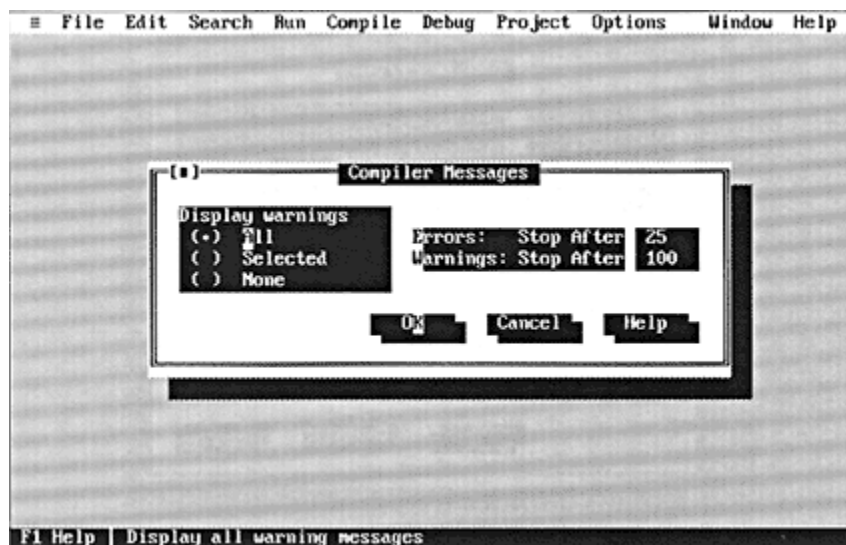 ≡ File Edit Search Run Compile Debug Project Options Window Help
[■] Compiler Messages
Display warnings
(•) All
( ) Selected
( ) None
Errors: Stop After 25
Warnings: Stop After 100
OK Cancel Help
F1 Help | Display all warning messages